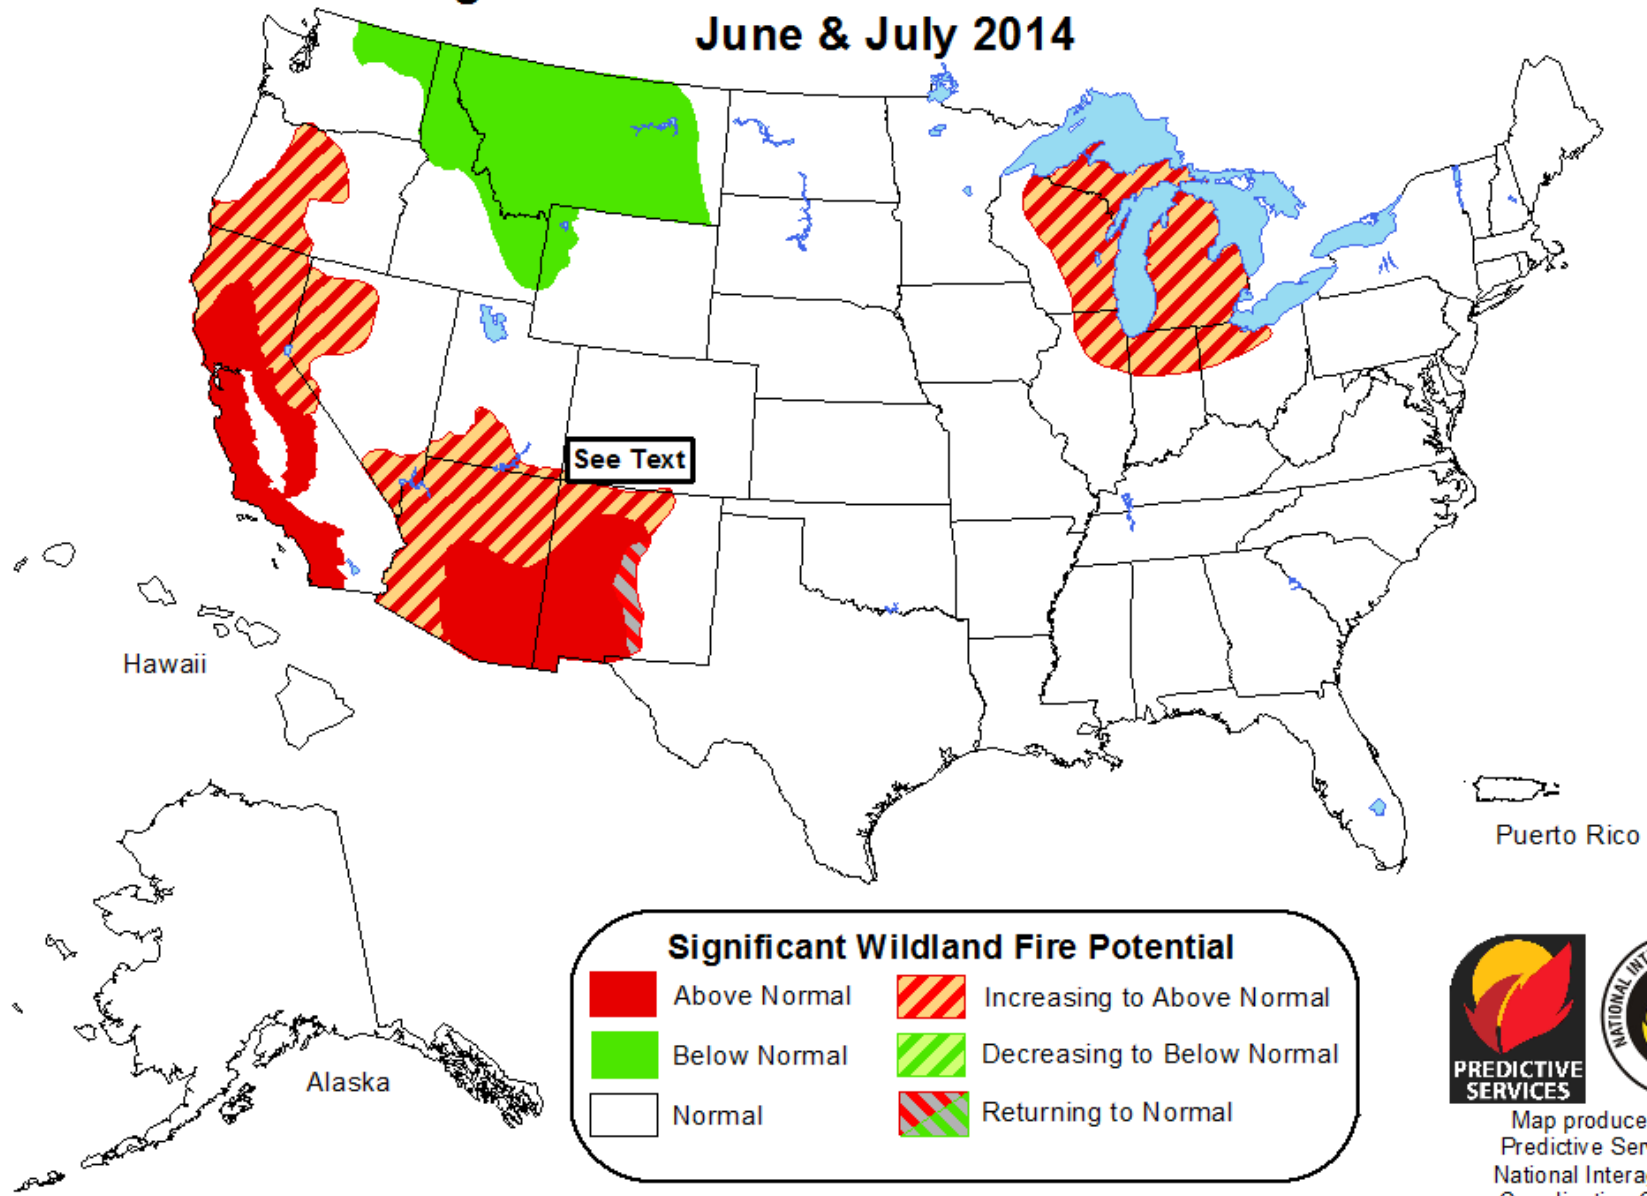 June & July 2014
See Text
Hawaii
Puerto Rico
Alaska
Significant Wildland Fire Potential
Above Normal
Increasing to Above Normal
Below Normal
Decreasing to Below Normal
Normal
Returning to Normal
PREDICTIVE
SERVICES
NATIONAL
Map produce
Predictive Ser
National Intera